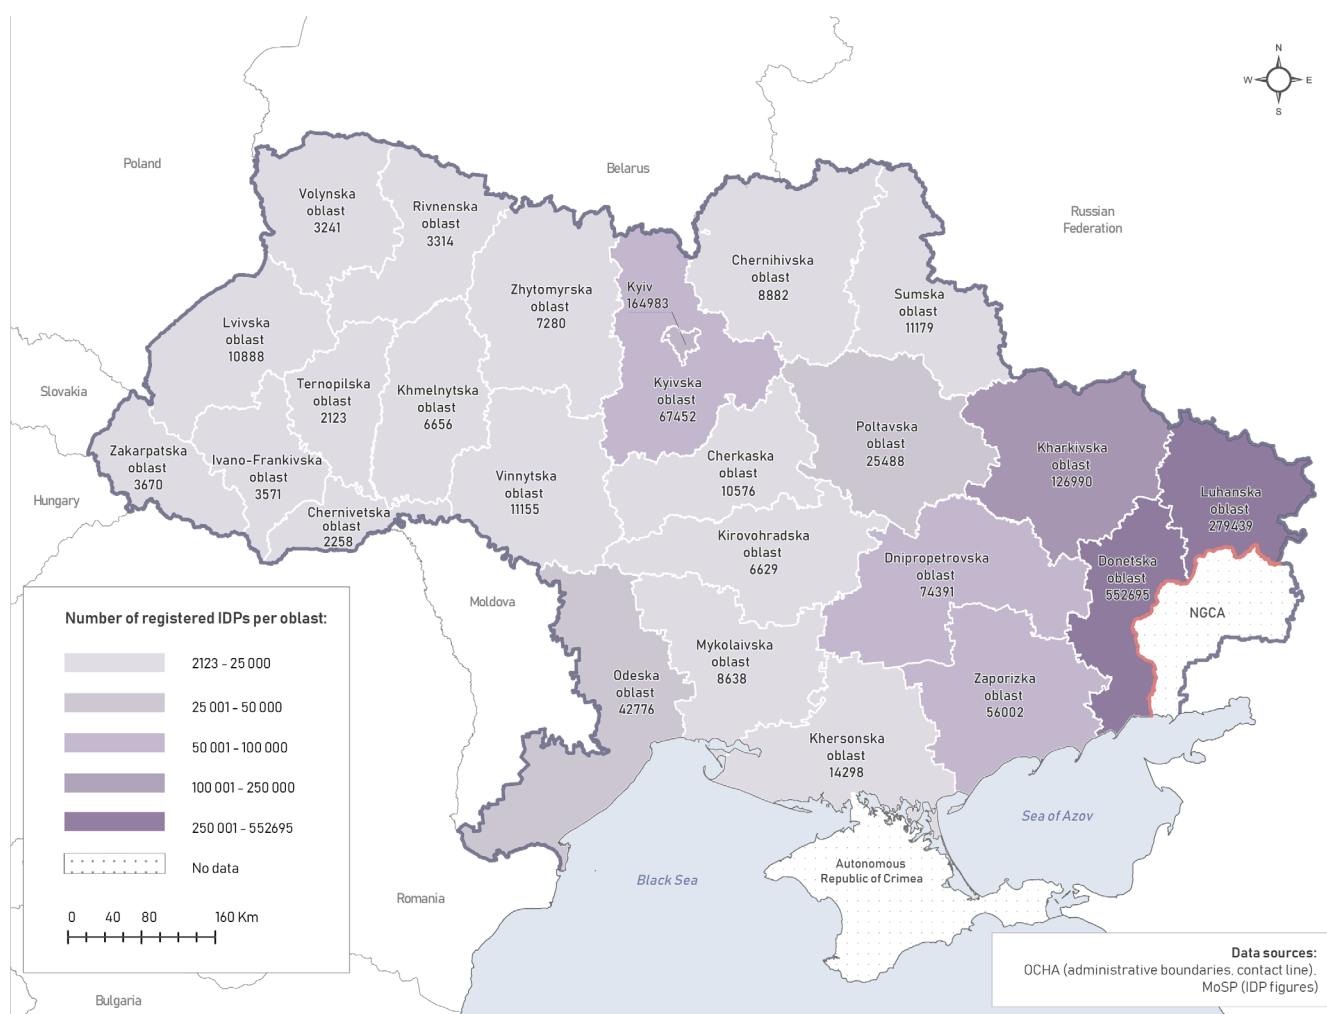 N
W
E
S
Poland
Belarus
Russian
Federation
Slovakia
Hungary
Moldova
Romania
Bulgaria
Volynska
oblast
3241
Rivnenska
oblast
3314
Zhytomyrska
oblast
7280
Kyiv
164983
Kyivska
oblast
67452
Chernihivska
oblast
8882
Sumska
oblast
11179
Lvivska
oblast
10888
Ternopilska
oblast
2123
Khmelnytska
oblast
6656
Zakarpatska
oblast
3670
Ivano-Frankivska
oblast
3571
Chernivetska
oblast
2258
Vinnytska
oblast
11155
Cherkaska
oblast
10576
Poltavska
oblast
25488
Kharkivska
oblast
126990
Luhanska
oblast
279439
Kirovohradska
oblast
6629
Dnipropetrovska
oblast
74391
Donetska
oblast
552695
NGCA
Odeska
oblast
42776
Mykolaivska
oblast
8638
Zaporizka
oblast
56002
Khersonska
oblast
14298
Sea of Azov
Black Sea
Autonomous
Republic of Crimea
Number of registered IDPs per oblast:
2123 - 25 000
25 001 - 50 000
50 001 - 100 000
100 001 - 250 000
250 001 - 552695
No data
0 40 80 160 Km
Data sources:
OCHA (administrative boundaries, contact line),
MoSP (IDP figures)